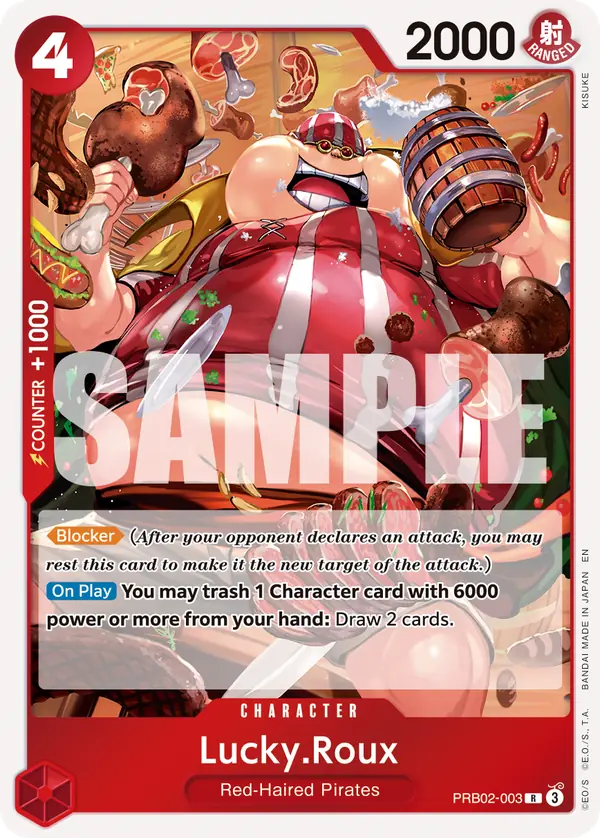 4
2000
射
RANGED
KISUKE
COUNTER +1000
SAMPLE
Blocker (After your opponent declares an attack, you may
rest this card to make it the new target of the attack.)
On Play You may trash 1 Character card with 6000
power or more from your hand: Draw 2 cards.
CHARACTER
Lucky.Roux
Red-Haired Pirates
PRB02-003 R 3
©EO/S ©E.O./S., T.A. BANDAI MADE IN JAPAN EN